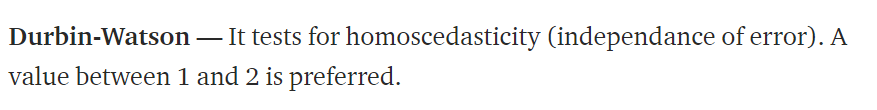 Durbin-Watson — It tests for homoscedasticity (independance of error). A
value between 1 and 2 is preferred.